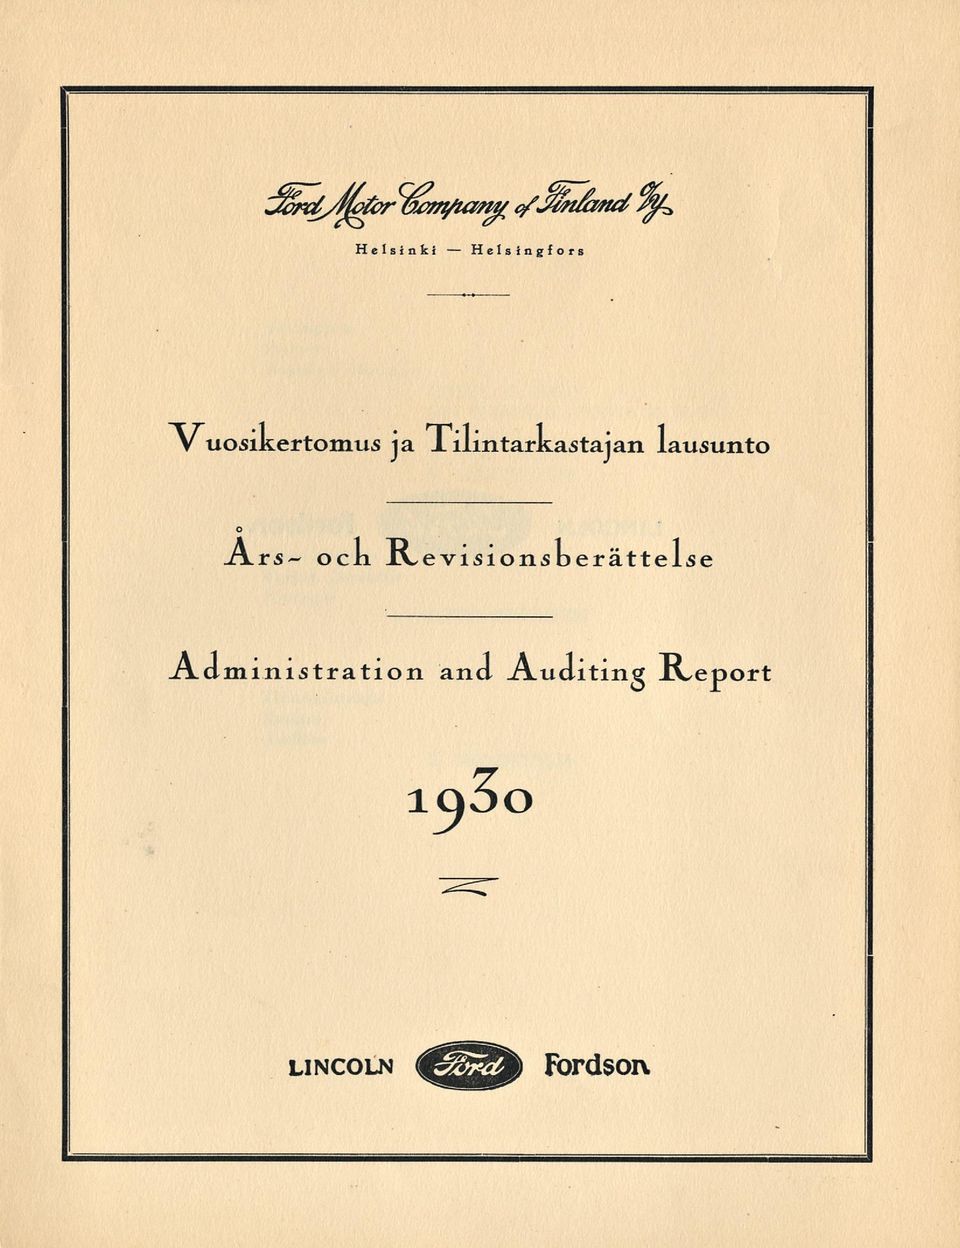 Ford Motor Company of Finland O/y.
Helsinki — Helsingfors
Vuosikertomus ja Tilintarkastajan lausunto
Års- och Revisionsberättelse
Administration and Auditing Report
1930
LINCOLN Ford Fordson